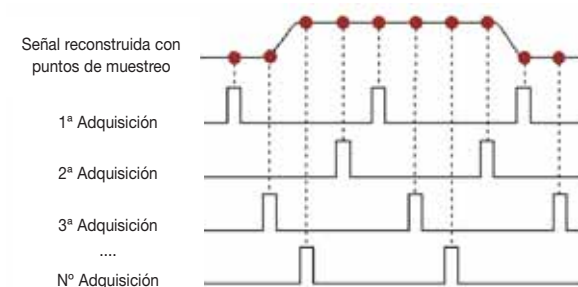 Señal reconstruida con
puntos de muestreo
1ª Adquisición
2ª Adquisición
3ª Adquisición
....
Nº Adquisición